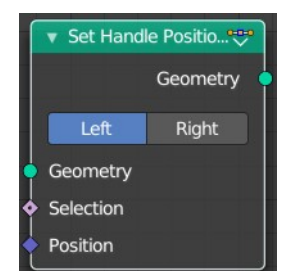 Set Handle Positio...
Geometry
Left Right
Geometry
Selection
Position